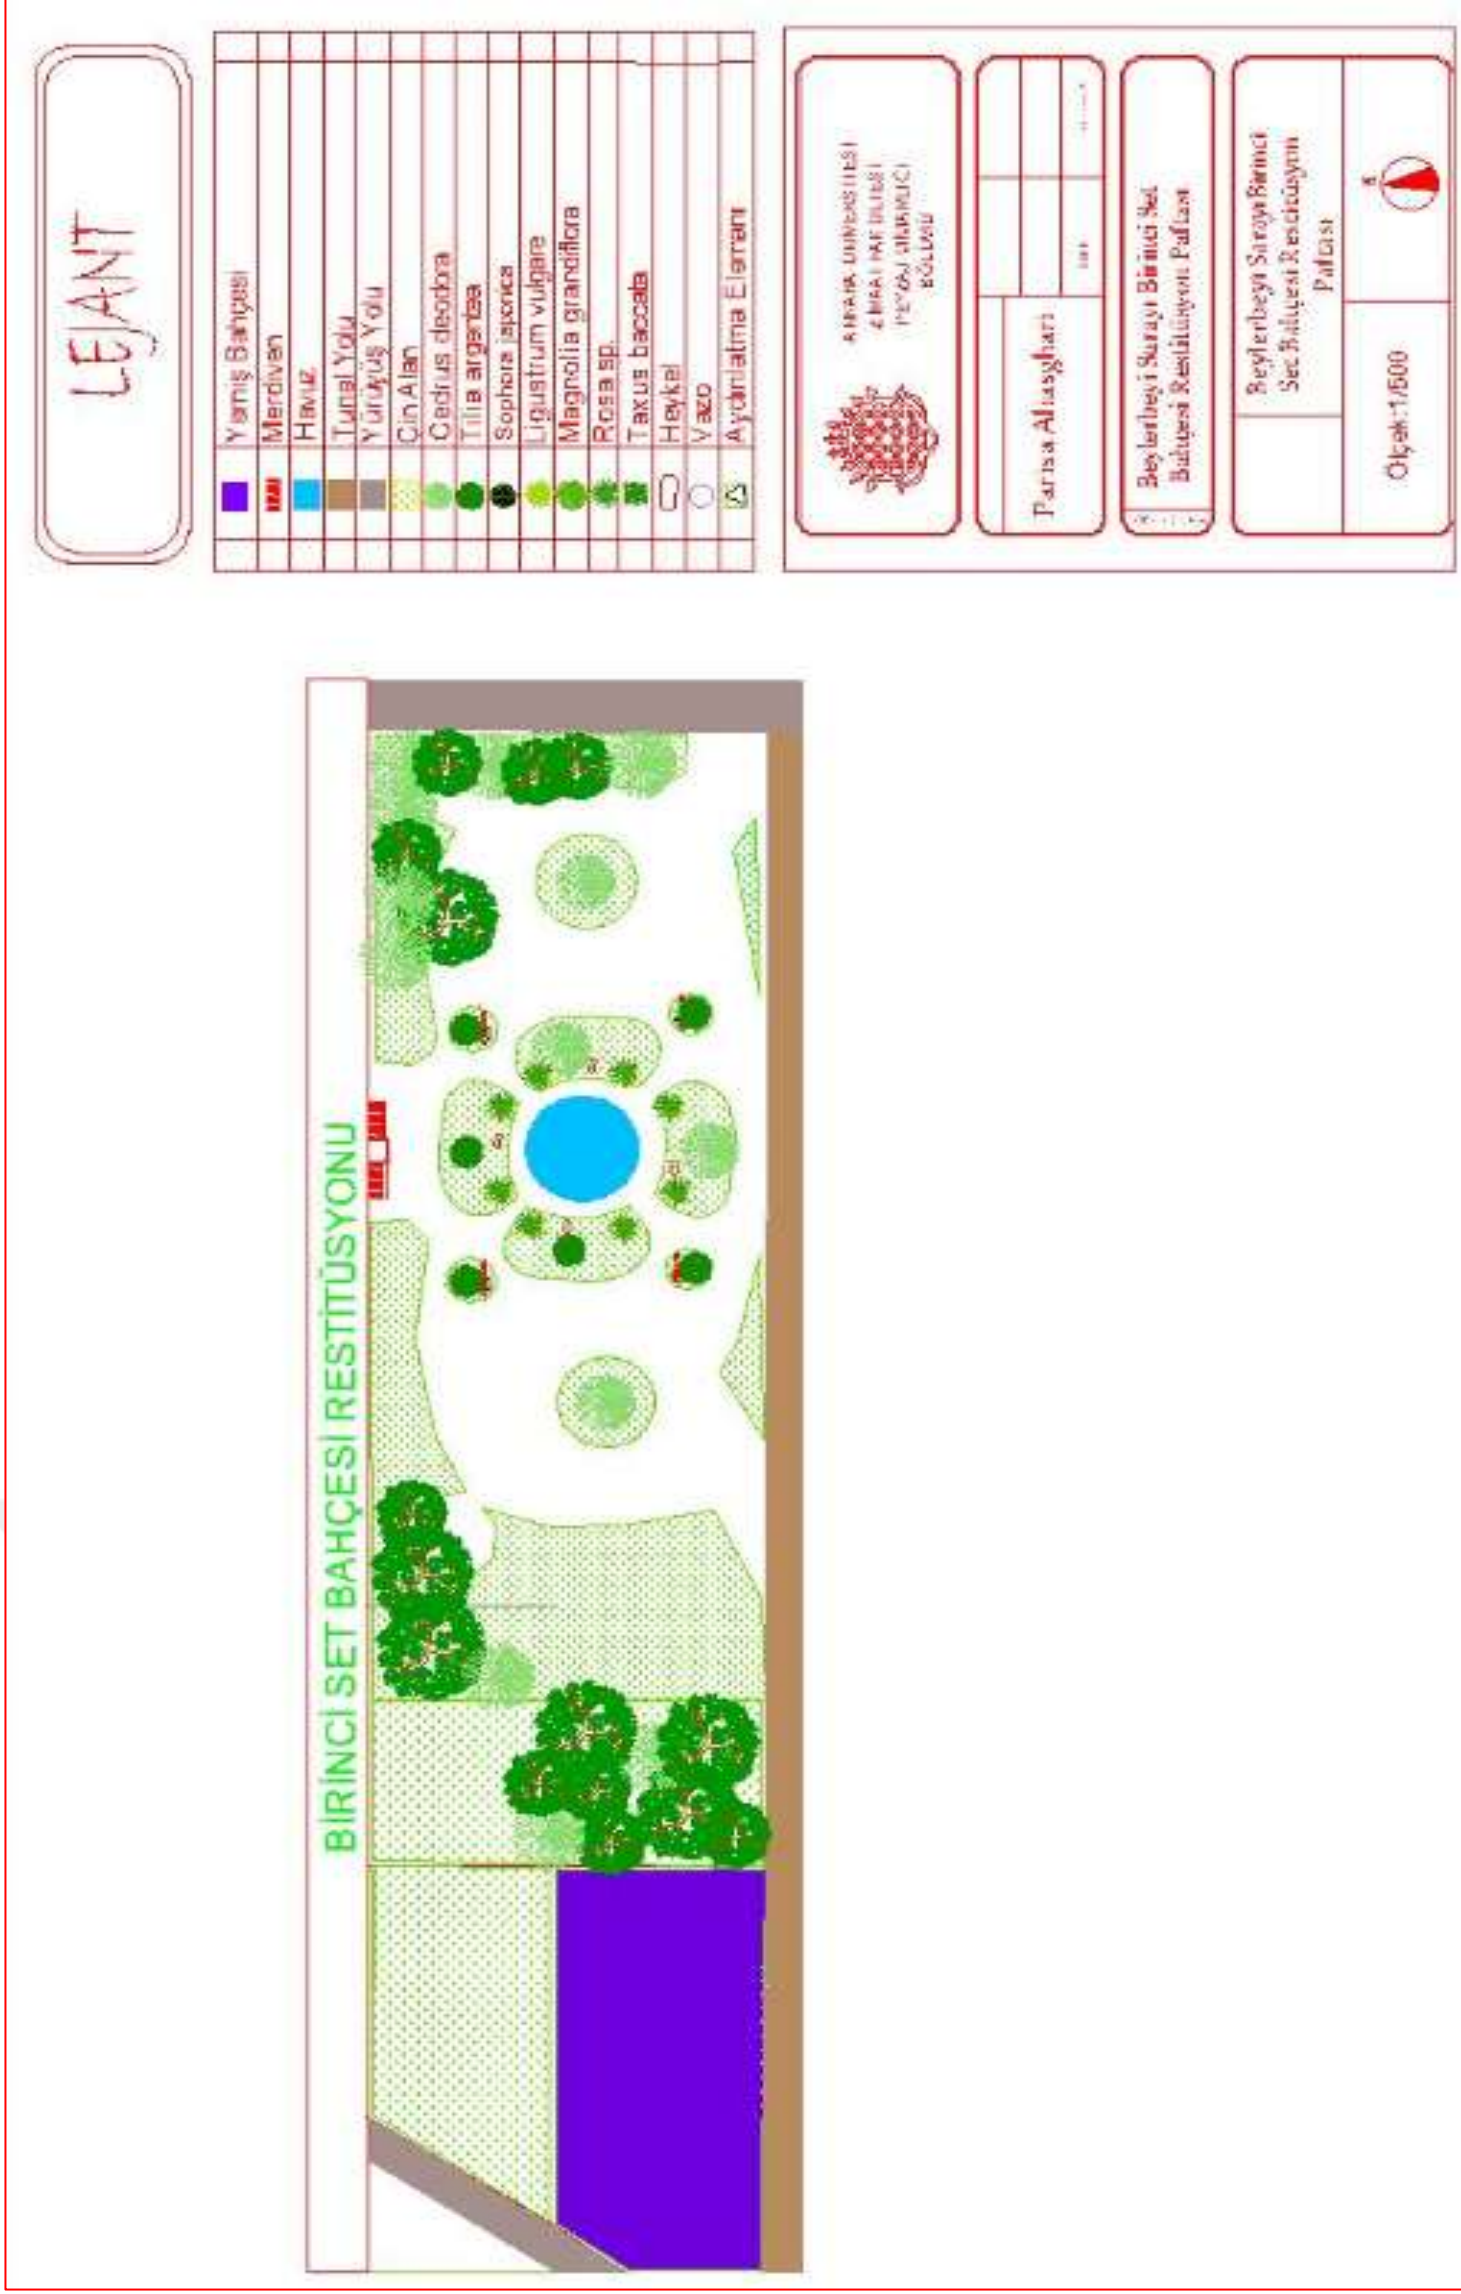 LEJANT
Yemiş Bahçesi
Merdiven
Havuz
Tünel Yolu
Yürüyüş Yolu
Çin Alan
Cedrus deodora
Tilia argentea
Sophora japonica
Ligustrum vulgare
Magnolia grandiflora
Rosa sp.
Taxus baccata
Heykel
Vazo
Aydınlatma Elemanı
ANKARA ÜNİVERSİTESİ
BÖLÜMÜ
Parisa Aliasghari
Beylerbeyi Sarayı Birinci Set
Bahçesi Restitüsyon Paftası
Beylerbeyi Sarayı Birinci
Set Bahçesi Restitüsyon
Paftası
Ölçek:1/500
BİRİNCİ SET BAHÇESİ RESTİTÜSYONU